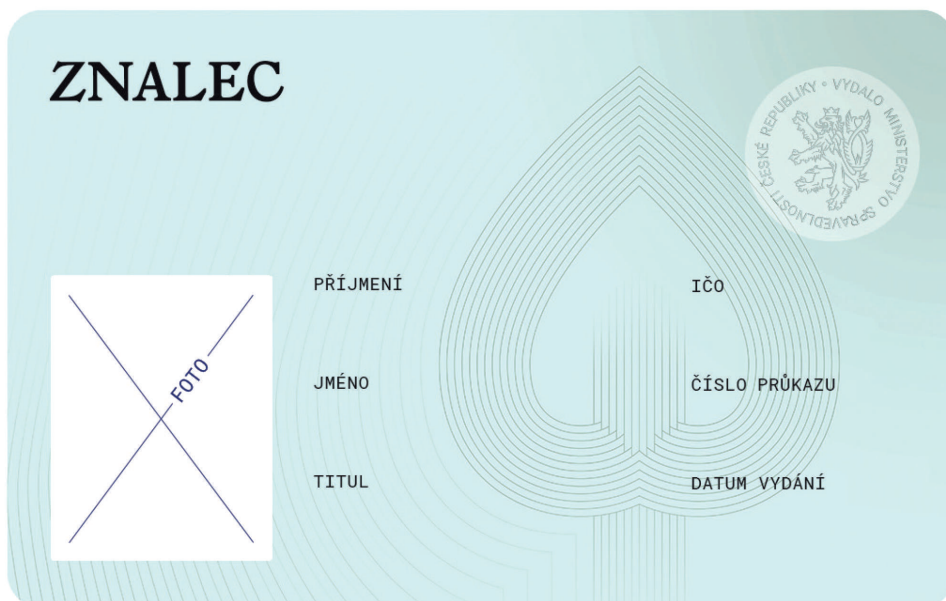 ZNALEC
VYDALO MINISTERSTVO SPRAVEDLNOSTI ČESKÉ REPUBLIKY •
PŘÍJMENÍ
IČO
FOTO
JMÉNO
ČÍSLO PRŮKAZU
TITUL
DATUM VYDÁNÍ